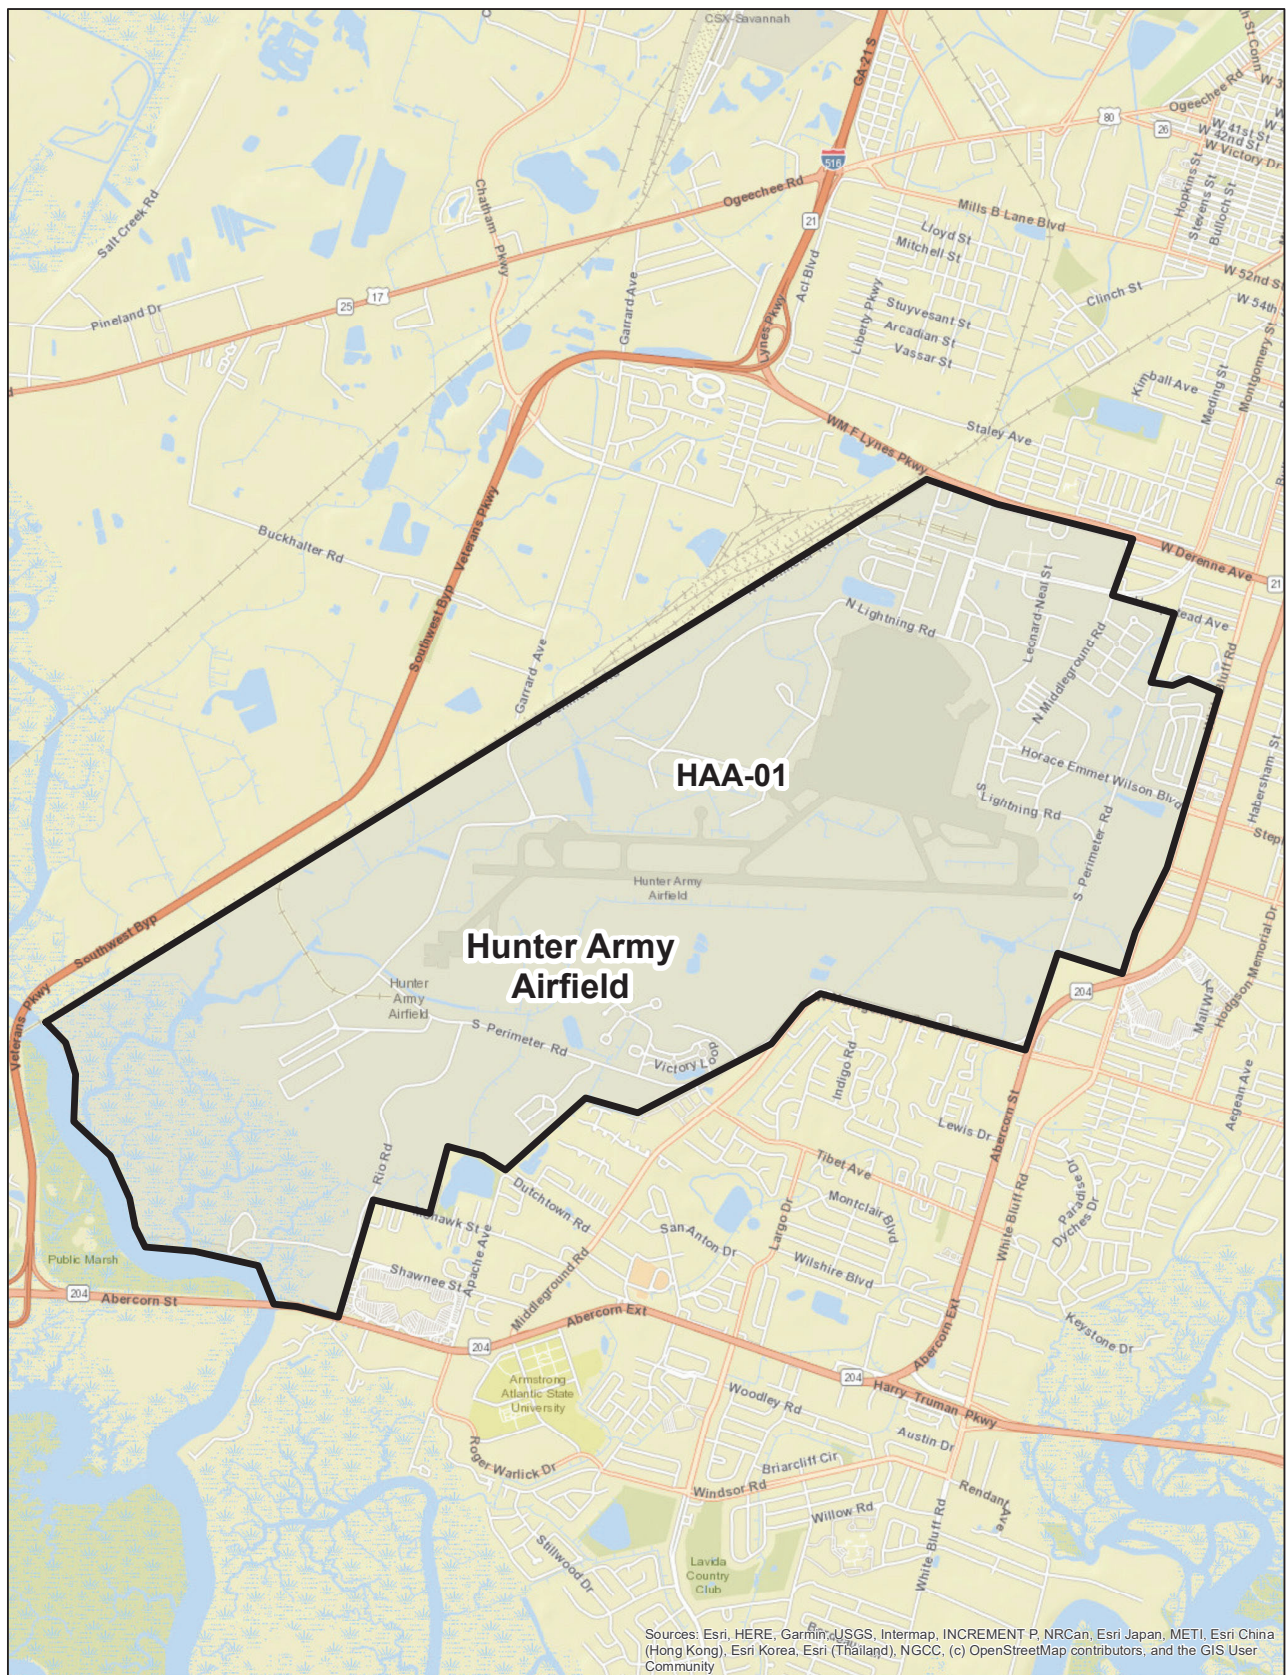 CSX-Savannah
GA-21 S
Ogeechee Rd
80
26
W 41st St
W 42nd St
W Victory Dr
516
Hopkins St
Stevens St
Bulloch St
Salt Creek Rd
Chatham Pkwy
Ogeechee Rd
21
Mills B Lane Blvd
Lloyd St
Mitchell St
W 52nd St
Acl Blvd
Clinch St
W 54th
25
17
Pineland Dr
Garrard Ave
Lynes Pkwy
Liberty Pkwy
Stuyvesant St
Arcadian St
Vassar St
Montgomery St
Kimball Ave
Meding St
WM F Lynes Pkwy
Staley Ave
Buckhalter Rd
Veterans Pkwy
Southwest Byp
W Derenne Ave
21
Leonard Neal St
N Lightning Rd
N Middleground Rd
Garrard Ave
HAA-01
Horace Emmet Wilson Blvd
S Lightning Rd
S Perimeter Rd
Habersham St
Hunter Army
Airfield
Hunter Army
Airfield
Southwest Byp
Veterans Pkwy
Hunter
Army
Airfield
204
Mall Way
Hodgson Memorial Dr
S Perimeter Rd
Victory Loop
Indigo Rd
Aegean Ave
Lewis Dr
Abercorn St
Rio Rd
Tibet Ave
White Bluff Rd
Paradise Dr
Dyches Dr
Dutchtown Rd
Montclair Blvd
Largo Dr
San Anton Dr
Apache Ave
Wilshire Blvd
Public Marsh
Shawnee St
Middleground Rd
204
Abercorn St
Abercorn Ext
Abercorn Ext
Keystone Dr
204
204
Armstrong
Atlantic State
University
Harry Truman Pkwy
Woodley Rd
Austin Dr
Roger Warlick Dr
Briarcliff Cir
Windsor Rd
Rendant Ave
Willow Rd
White Bluff Rd
Stillwood Dr
Lavida
Country
Club
Sources: Esri, HERE, Garmin, USGS, Intermap, INCREMENT P, NRCan, Esri Japan, METI, Esri China
(Hong Kong), Esri Korea, Esri (Thailand), NGCC, (c) OpenStreetMap contributors, and the GIS User
Community